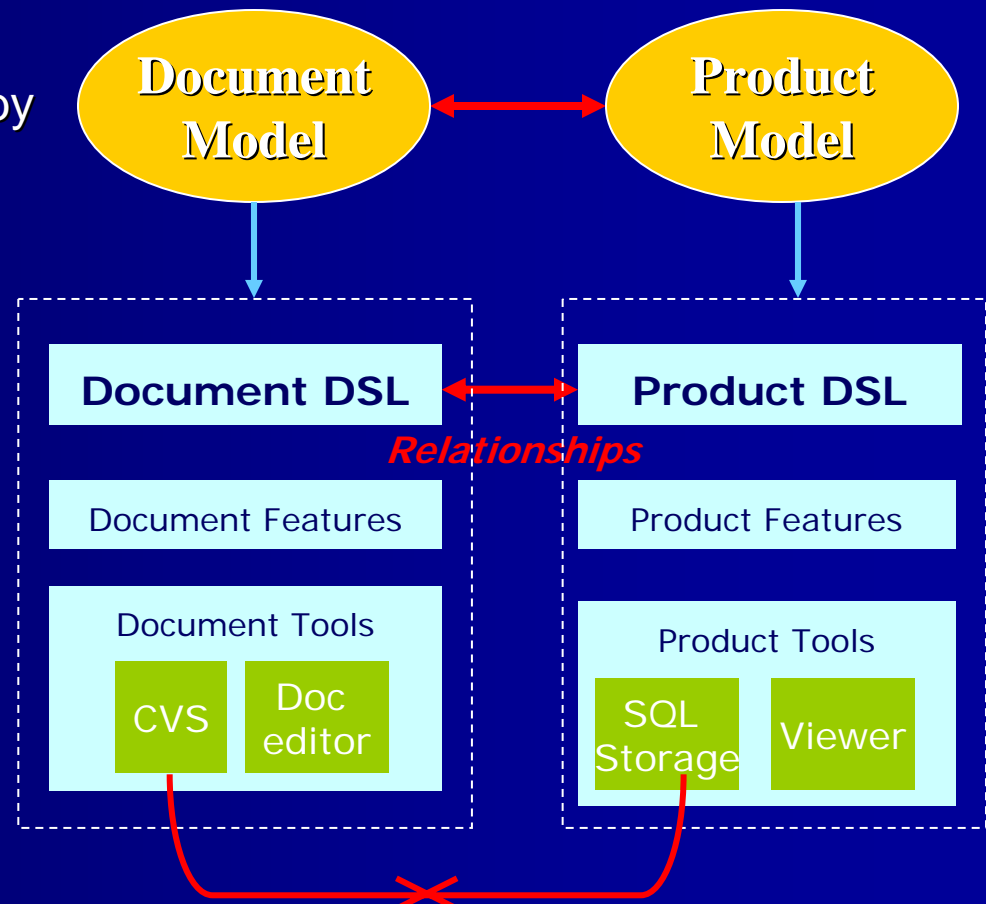 by
Document
Model
Product
Model
Document DSL
Product DSL
Relationships
Document Features
Product Features
Document Tools
Product Tools
CVS
Doc
editor
SQL
Storage
Viewer